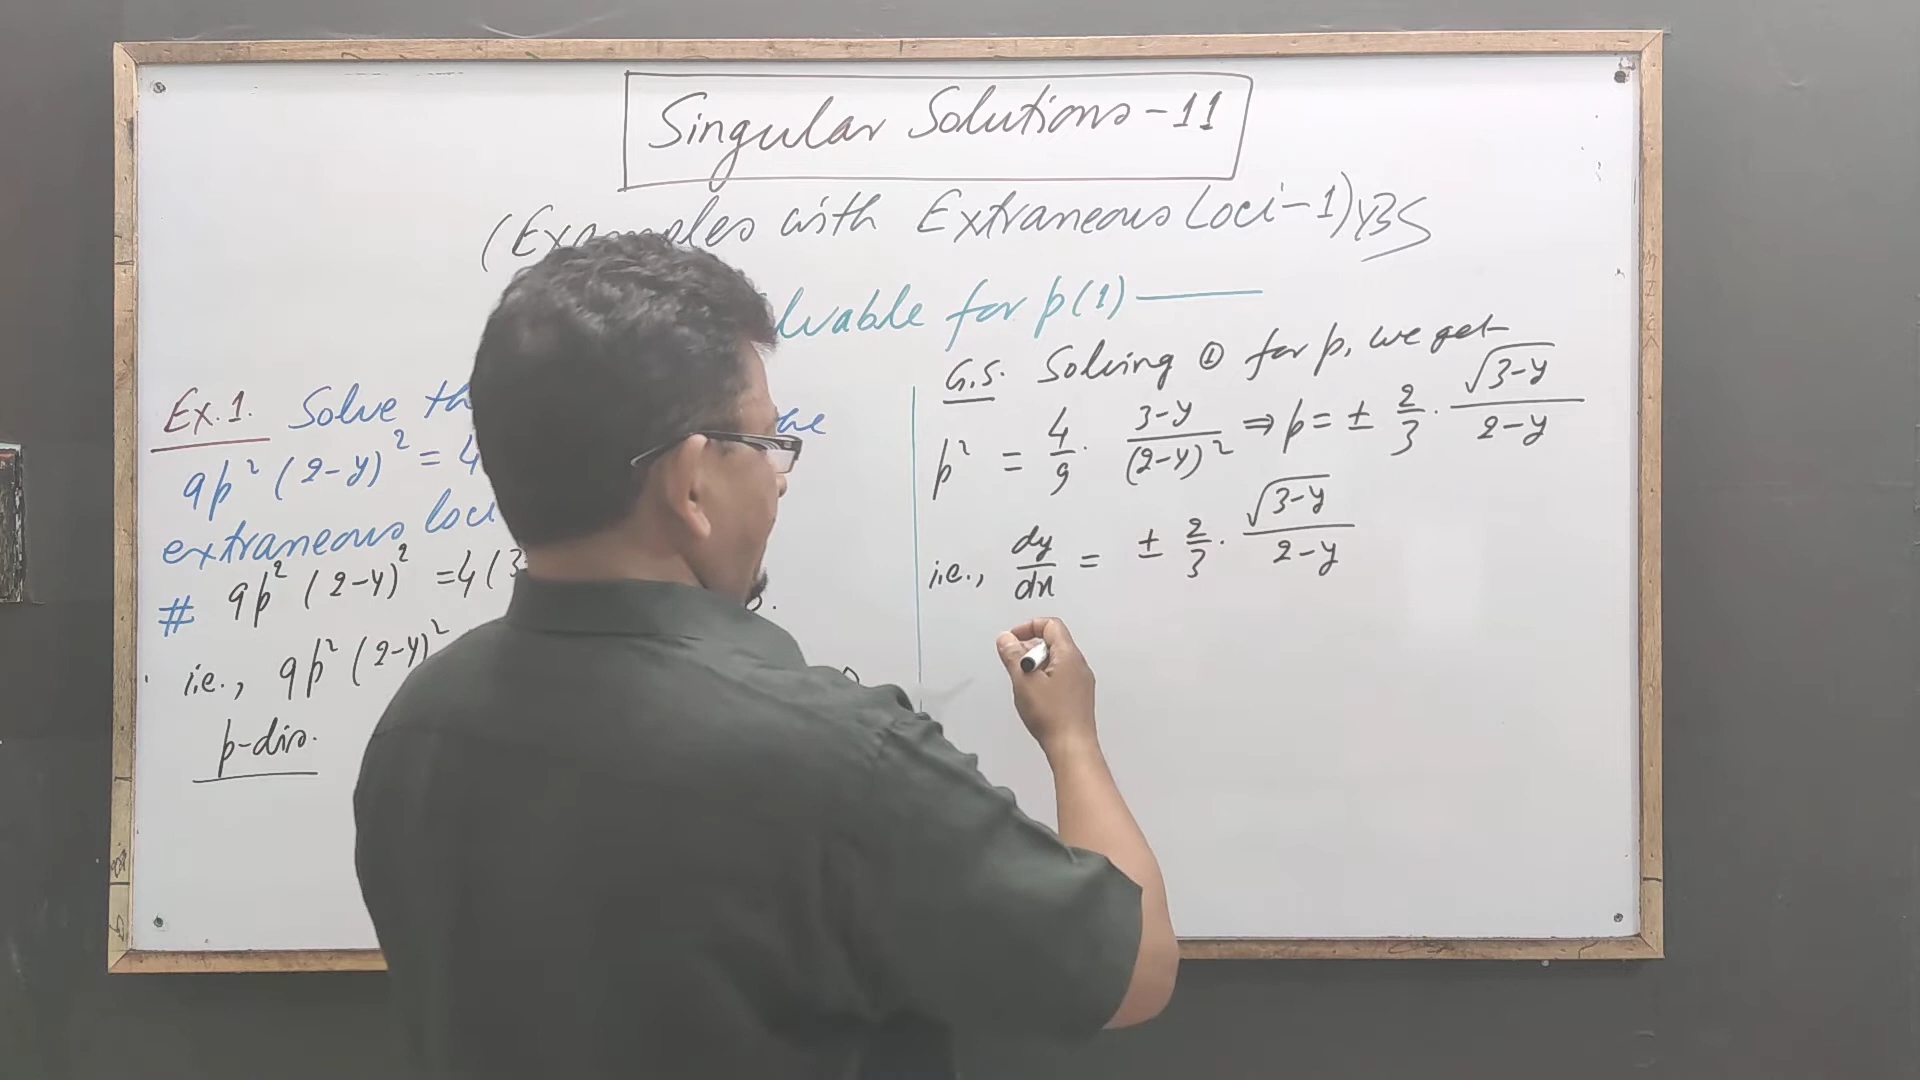 Singular Solutions-11
(Examples with Extraneous Loci-1) YBS
lvable for p(1)
Ex.1. Solve th
9p² (2-y)² = 4
extraneous loci
# 9p² (2-y)² = 4(3
i.e., 9p² (2-y)²
p-dis.
G.S. Solving ① for p, we get
p² = 4/9 · (3-y)/(2-y)² ⇒ p = ± 2/3 · √(3-y)/(2-y)
i.e., dy/dx = ± 2/3 · √(3-y)/(2-y)